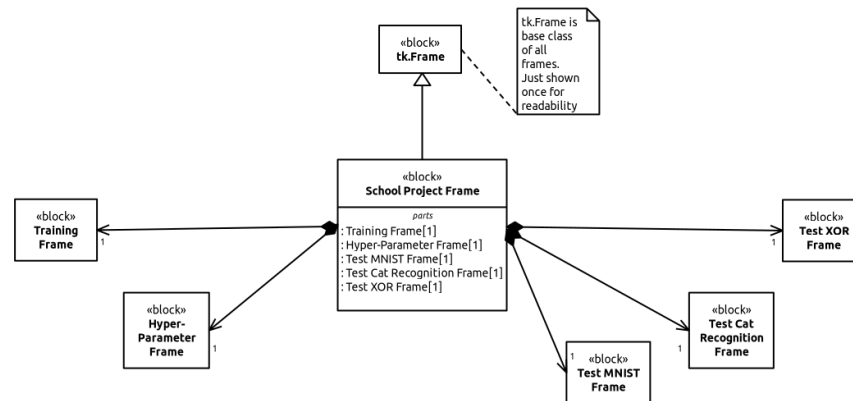 «block»
tk.Frame
tk.Frame is
base class
of all
frames.
Just shown
once for
readability
«block»
School Project Frame
parts
: Training Frame[1]
: Hyper-Parameter Frame[1]
: Test MNIST Frame[1]
: Test Cat Recognition Frame[1]
: Test XOR Frame[1]
«block»
Training
Frame
1
«block»
Hyper-
Parameter
Frame
1
«block»
Test MNIST
Frame
1
«block»
Test Cat
Recognition
Frame
1
«block»
Test XOR
Frame
1